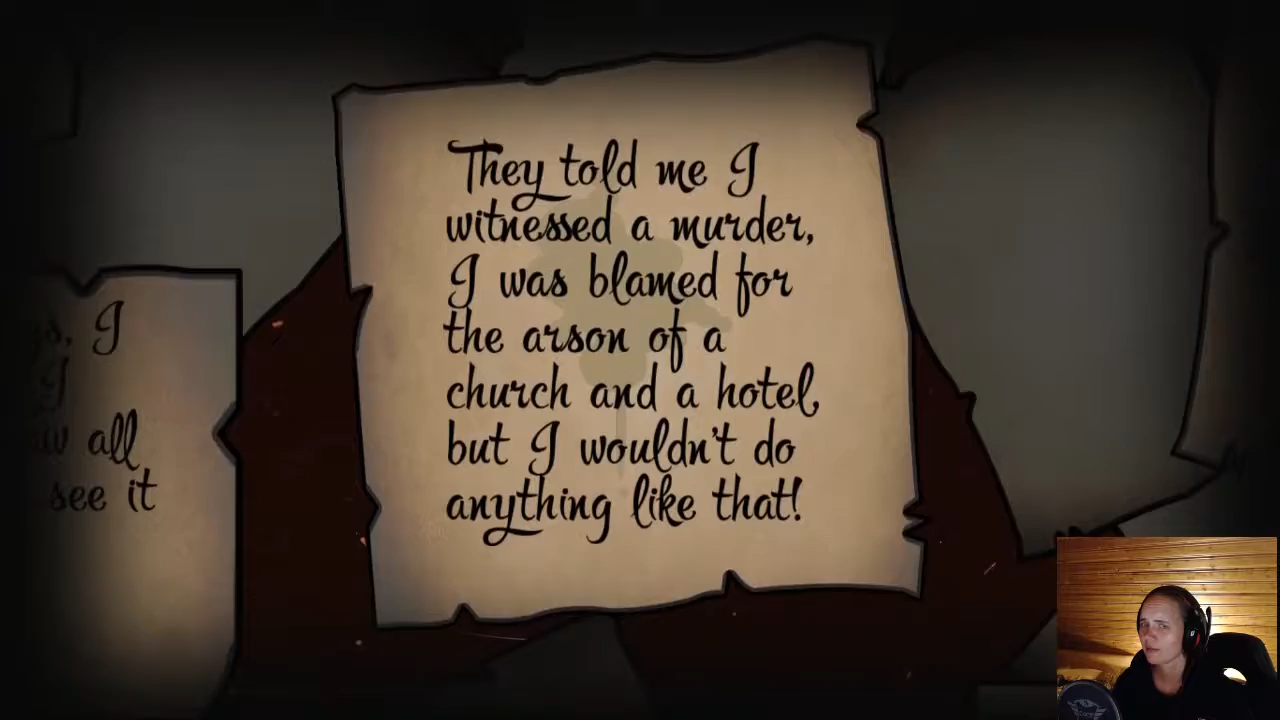 They told me I
witnessed a murder,
I was blamed for
the arson of a
church and a hotel,
but I wouldn't do
anything like that!
I
all
see it